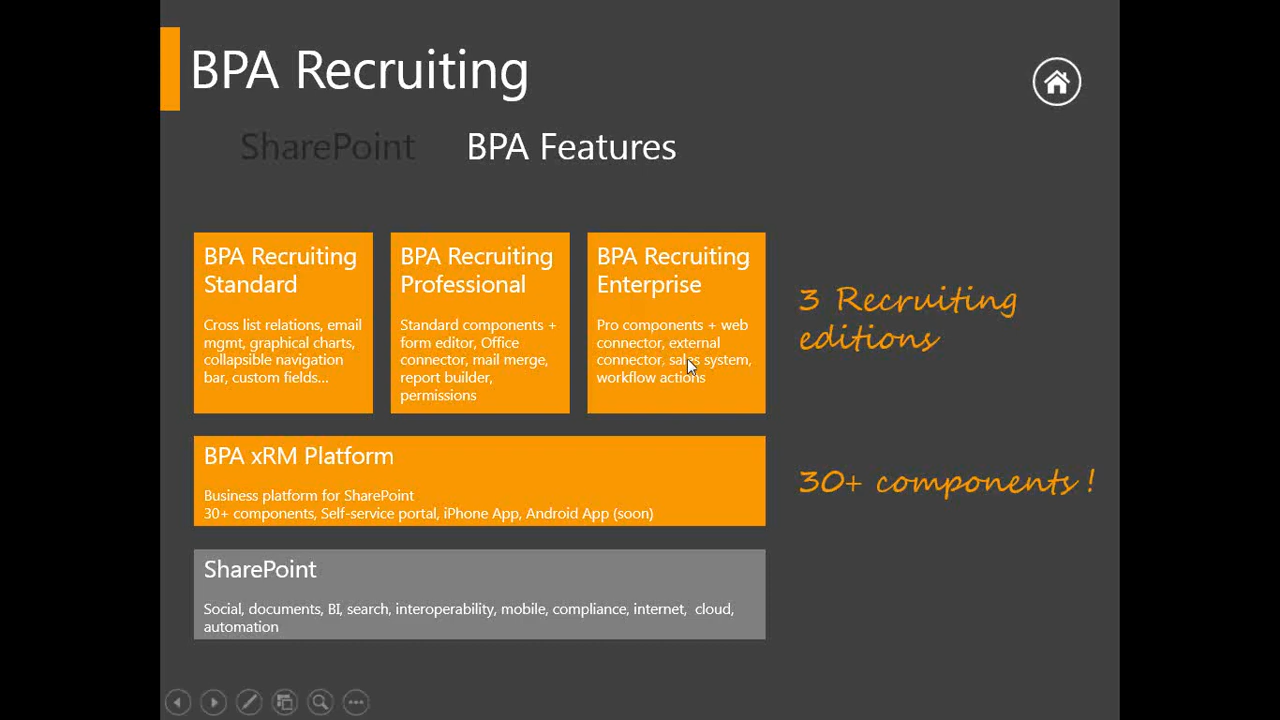 BPA Recruiting
SharePoint
BPA Features
BPA Recruiting
Standard
Cross list relations, email
mgmt, graphical charts,
collapsible navigation
bar, custom fields...
BPA Recruiting
Professional
Standard components +
form editor, Office
connector, mail merge,
report builder,
permissions
BPA Recruiting
Enterprise
Pro components + web
connector, external
connector, sales system,
workflow actions
3 Recruiting
editions
BPA xRM Platform
Business platform for SharePoint
30+ components, Self-service portal, iPhone App, Android App (soon)
30+ components !
SharePoint
Social, documents, BI, search, interoperability, mobile, compliance, internet, cloud,
automation